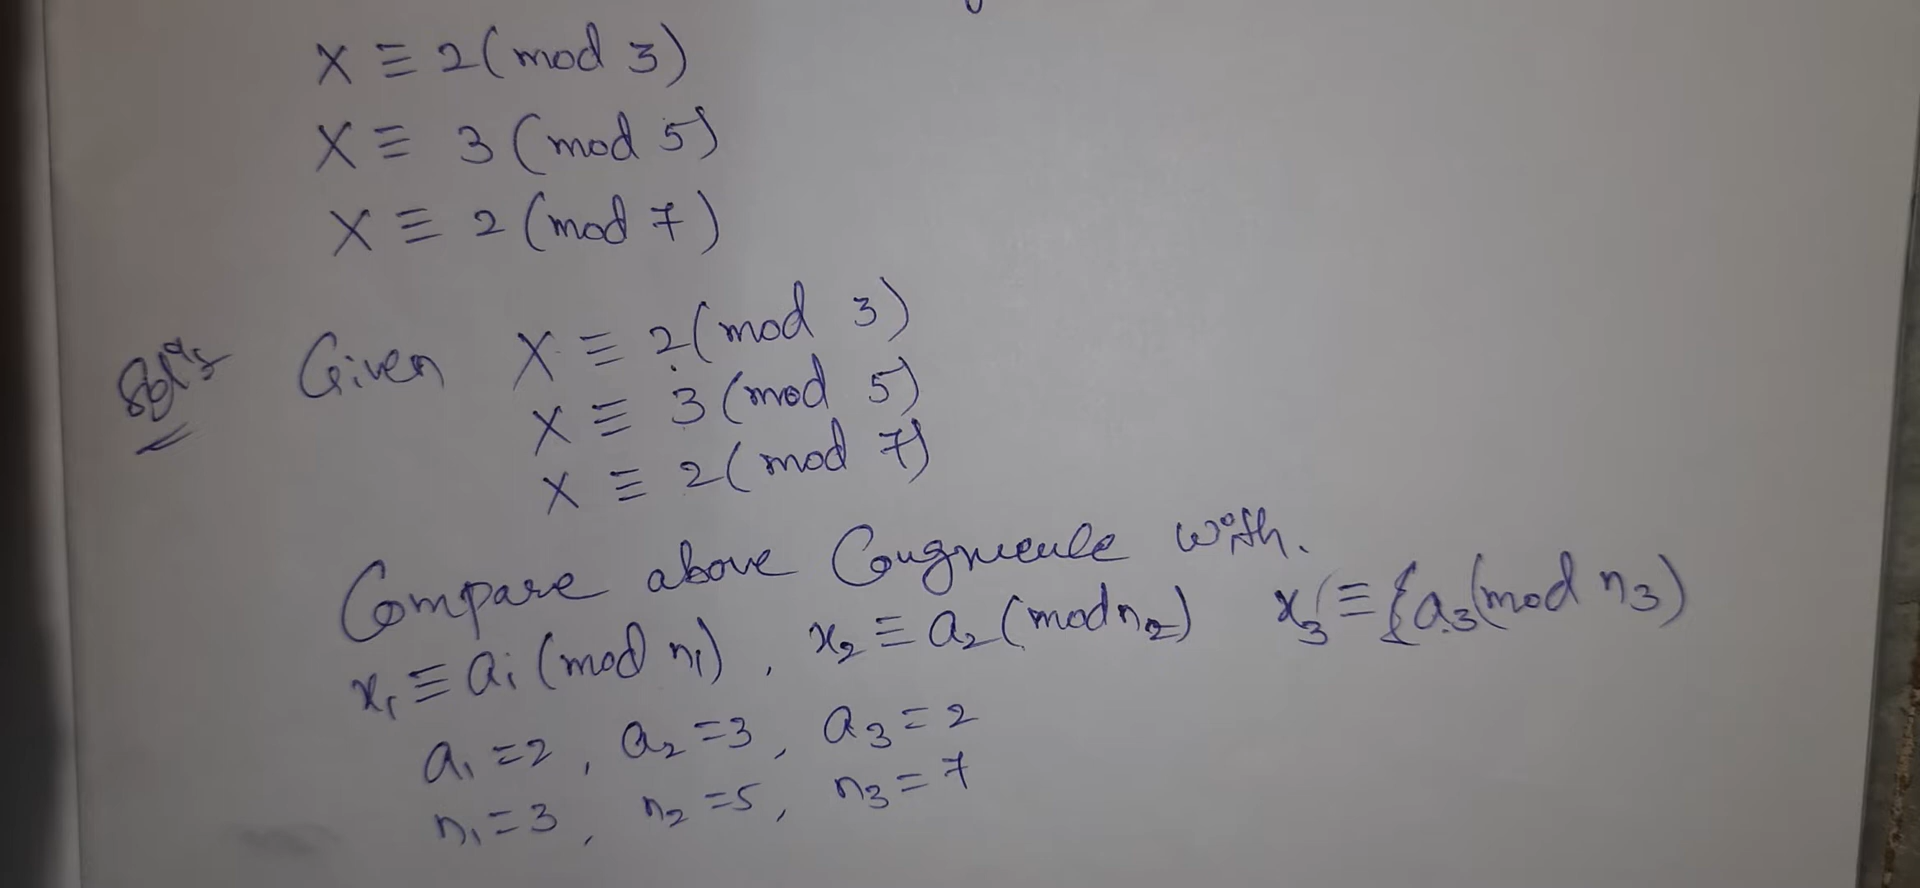 X ≡ 2 (mod 3)
X ≡ 3 (mod 5)
X ≡ 2 (mod 7)
Given X ≡ 2 (mod 3)
X ≡ 3 (mod 5)
X ≡ 2 (mod 7)
Compare above Congruence with.
x₁ ≡ a₁ (mod n₁), x₂ ≡ a₂ (mod n₂) x₃ ≡ a₃ (mod n₃)
a₁ = 2, a₂ = 3, a₃ = 2
n₁ = 3, n₂ = 5, n₃ = 7